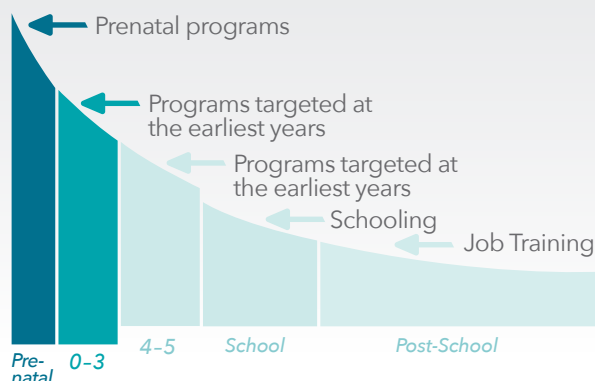 Prenatal programs
Programs targeted at
the earliest years
Programs targeted at
the earliest years
Schooling
Job Training
Pre-
natal
0–3
4–5
School
Post-School